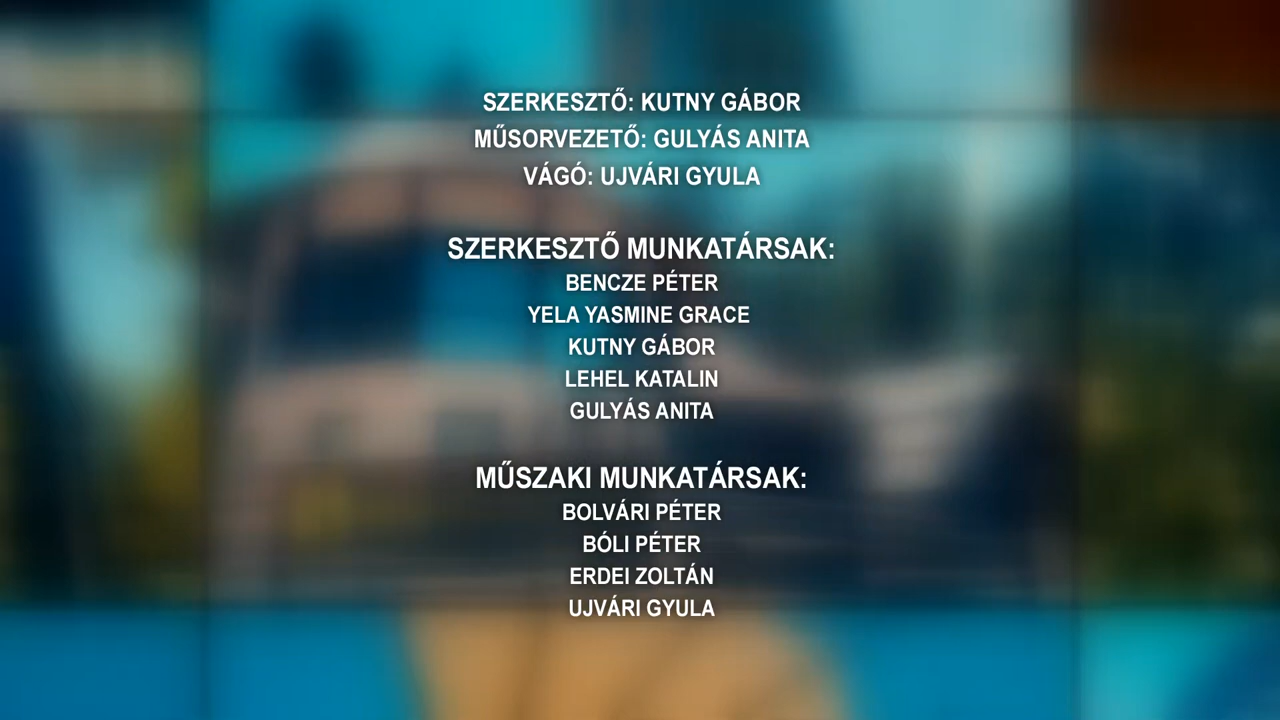 SZERKESZTŐ: KUTNY GÁBOR
MŰSORVEZETŐ: GULYÁS ANITA
VÁGÓ: UJVÁRI GYULA
SZERKESZTŐ MUNKATÁRSAK:
BENCZE PÉTER
YELA YASMINE GRACE
KUTNY GÁBOR
LEHEL KATALIN
GULYÁS ANITA
MŰSZAKI MUNKATÁRSAK:
BOLVÁRI PÉTER
BÓLI PÉTER
ERDEI ZOLTÁN
UJVÁRI GYULA